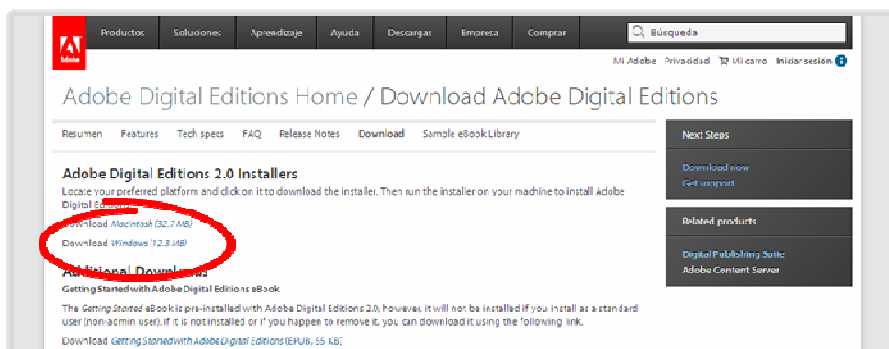 Productos Soluciones Aprendizaje Ayuda Descargas Empresa Comprar Búsqueda
Adobe
Mi Adobe Privacidad Mi carro Iniciar sesión
Adobe Digital Editions Home / Download Adobe Digital Editions
Resumen Features Tech specs FAQ Release Notes Download Sample eBook Library
Next Steps
Download now
Get support
Adobe Digital Editions 2.0 Installers
Locate your preferred platform and click on it to download the installer. Then run the installer on your machine to install Adobe
Digital Editions
Download Macintosh (32.7 MB)
Download Windows (12.3 MB)
Related products
Digital Publishing Suite
Adobe Content Server
Additional Downloads
Getting Started with Adobe Digital Editions eBook
The Getting Started eBook is pre-installed with Adobe Digital Editions 2.0; however, it will not be installed if you install as a standard
user (non-admin user). If it is not installed or if you happen to remove it, you can download it using the following link.
Download Getting Started with Adobe Digital Editions (EPUB, 55 KB)